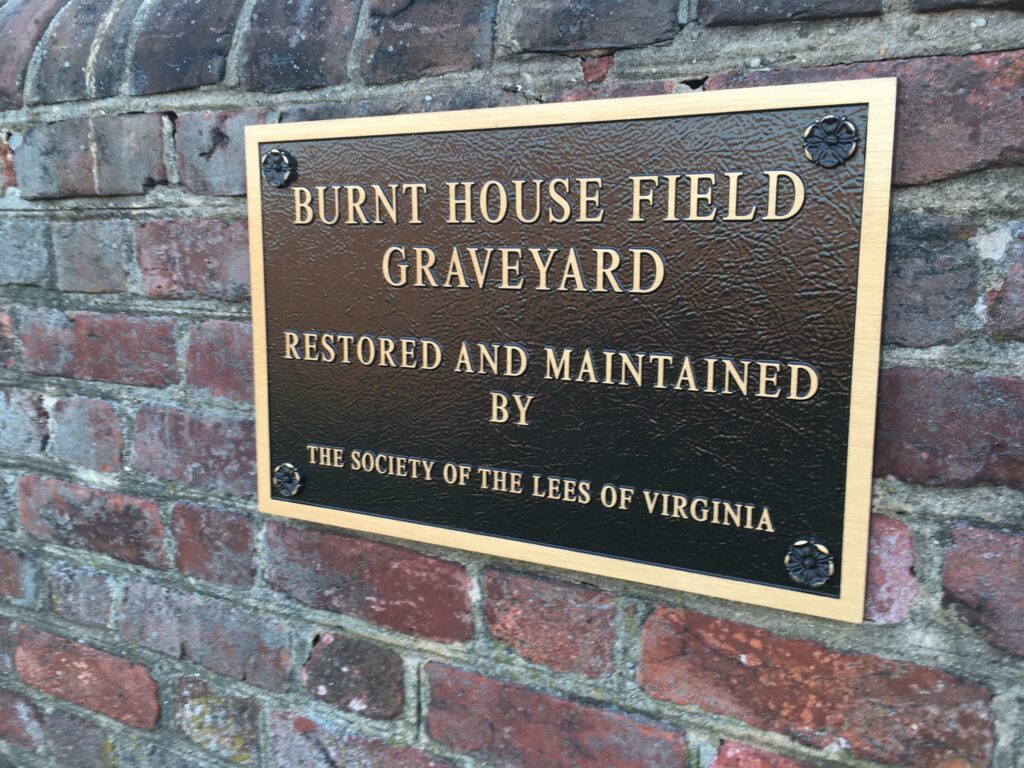 BURNT HOUSE FIELD
GRAVEYARD
RESTORED AND MAINTAINED
BY
THE SOCIETY OF THE LEES OF VIRGINIA